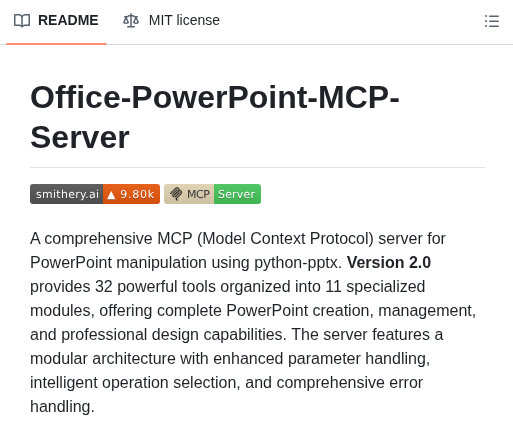 README
MIT license
Office-PowerPoint-MCP-
Server
smithery.ai ▲ 9.80k MCP Server
A comprehensive MCP (Model Context Protocol) server for
PowerPoint manipulation using python-pptx. Version 2.0
provides 32 powerful tools organized into 11 specialized
modules, offering complete PowerPoint creation, management,
and professional design capabilities. The server features a
modular architecture with enhanced parameter handling,
intelligent operation selection, and comprehensive error
handling.